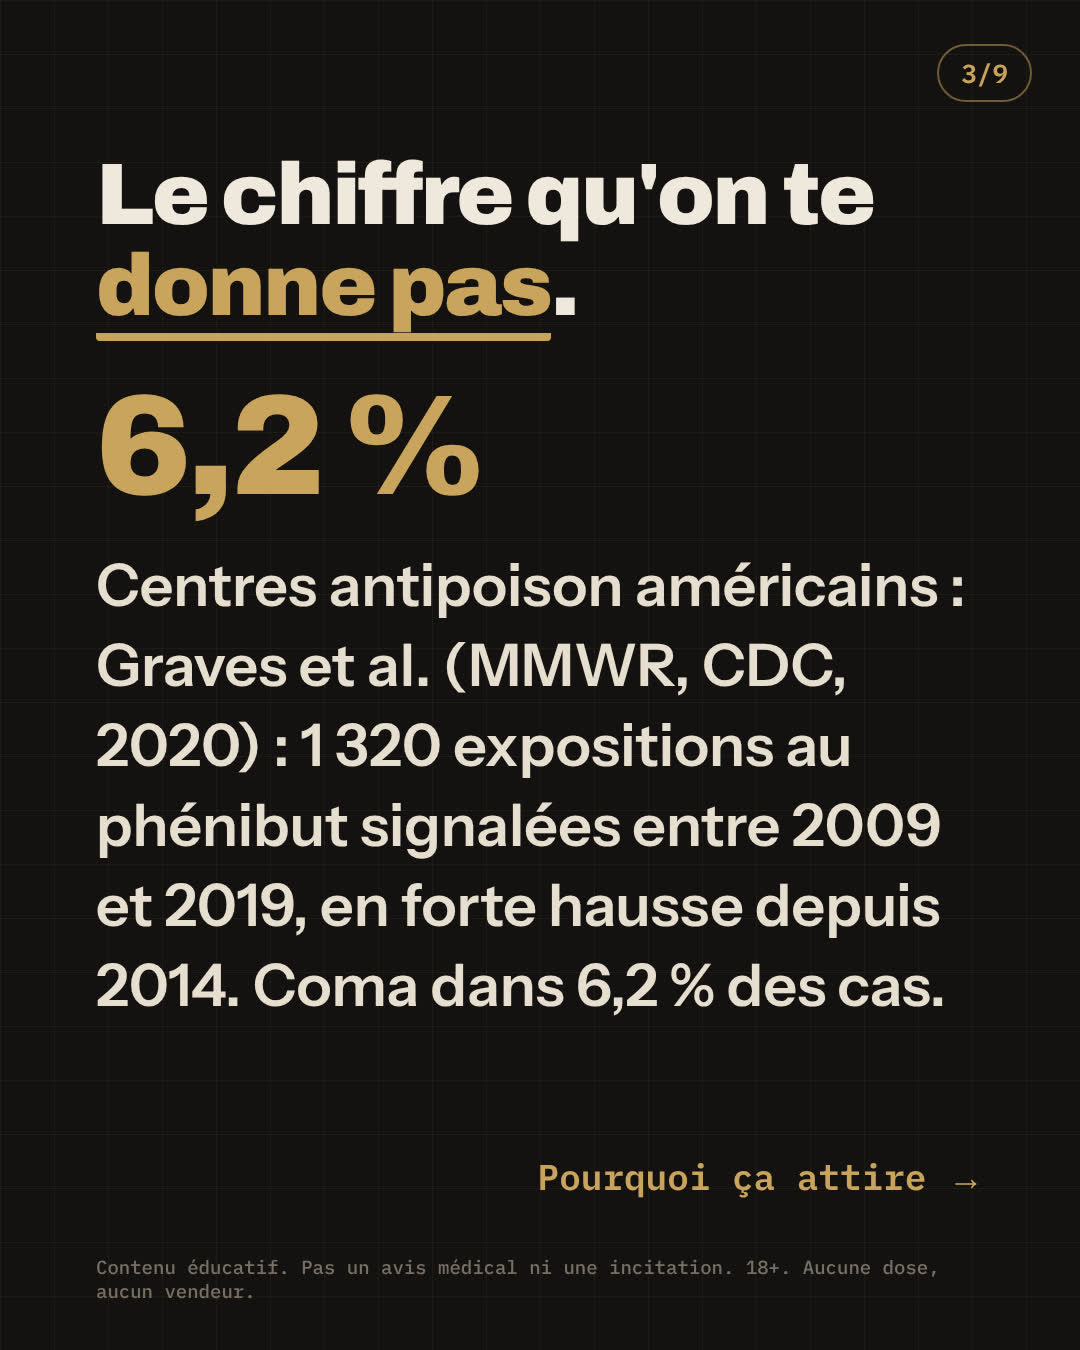 3/9
Le chiffre qu'on te
donne pas.
6,2 %
Centres antipoison américains :
Graves et al. (MMWR, CDC,
2020) : 1 320 expositions au
phénibut signalées entre 2009
et 2019, en forte hausse depuis
2014. Coma dans 6,2 % des cas.
Pourquoi ça attire →
Contenu éducatif. Pas un avis médical ni une incitation. 18+. Aucune dose,
aucun vendeur.